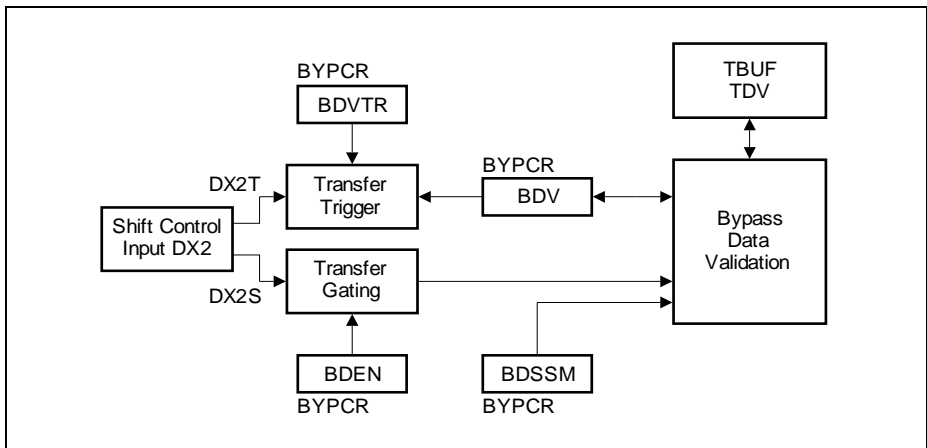 BYPCR
BDVTR
TBUF
TDV
DX2T
Transfer
Trigger
BYPCR
BDV
Bypass
Data
Validation
Shift Control
Input DX2
DX2S
Transfer
Gating
BDEN
BYPCR
BDSSM
BYPCR